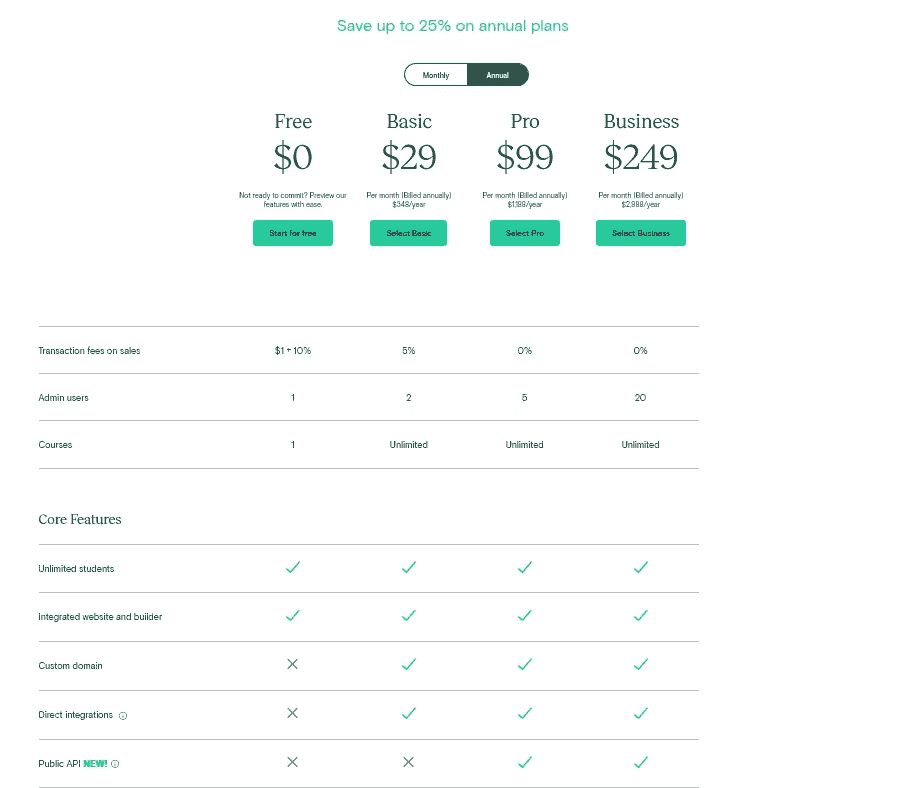 Save up to 25% on annual plans
Monthly Annual
Free Basic Pro Business
$0 $29 $99 $249
Not ready to commit? Preview our Per month (Billed annually) Per month (Billed annually) Per month (Billed annually)
features with ease. $348/year $1,189/year $2,988/year
Start for free Select Basic Select Pro Select Business
Transaction fees on sales $1 + 10% 5% 0% 0%
Admin users 1 2 5 20
Courses 1 Unlimited Unlimited Unlimited
Core Features
Unlimited students
Integrated website and builder
Custom domain
Direct integrations
Public API NEW!